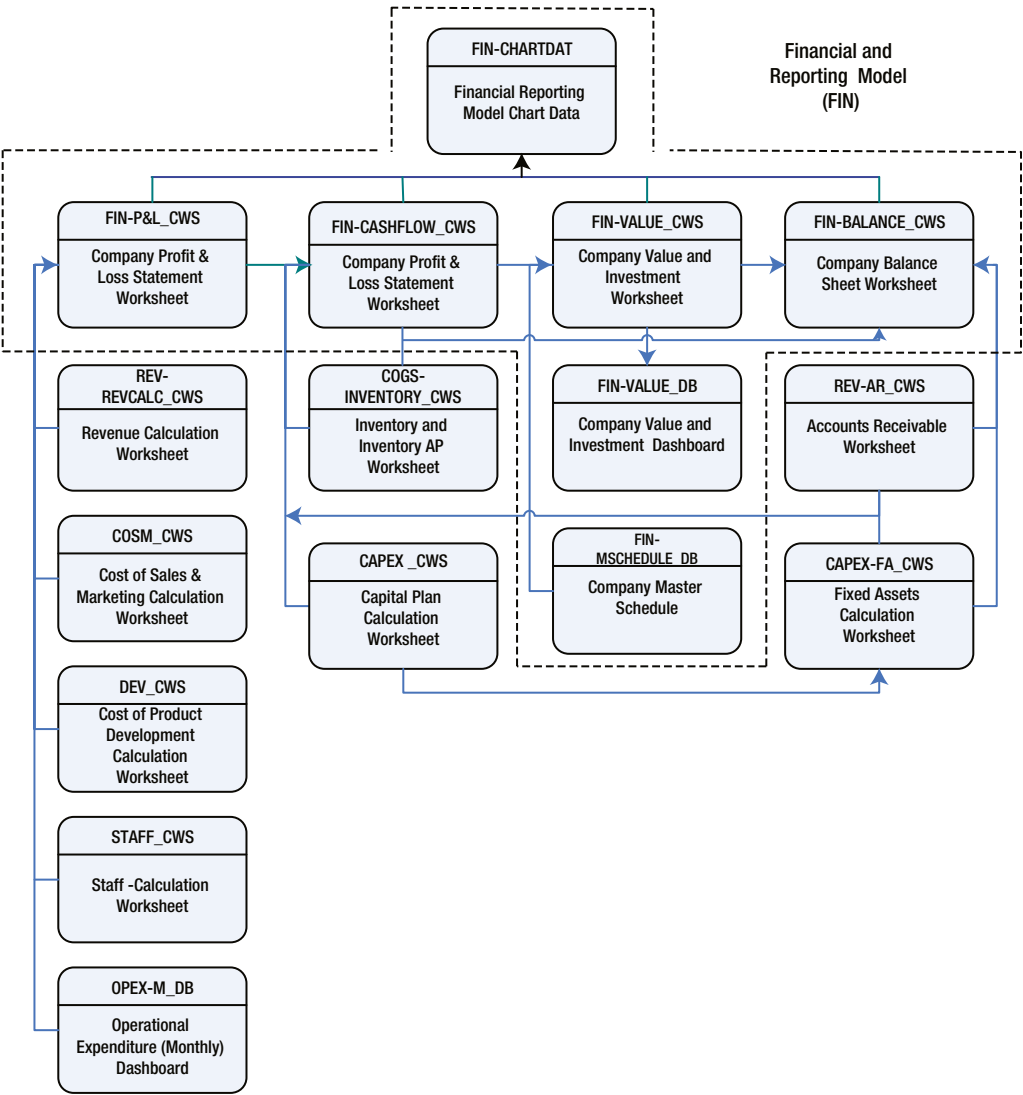 FIN-CHARTDAT
Financial Reporting
Model Chart Data
Financial and
Reporting Model
(FIN)
FIN-P&L_CWS
Company Profit &
Loss Statement
Worksheet
FIN-CASHFLOW_CWS
Company Profit &
Loss Statement
Worksheet
FIN-VALUE_CWS
Company Value and
Investment
Worksheet
FIN-BALANCE_CWS
Company Balance
Sheet Worksheet
REV-
REVCALC_CWS
Revenue Calculation
Worksheet
COGS-
INVENTORY_CWS
Inventory and
Inventory AP
Worksheet
FIN-VALUE_DB
Company Value and
Investment Dashboard
REV-AR_CWS
Accounts Receivable
Worksheet
COSM_CWS
Cost of Sales &
Marketing Calculation
Worksheet
CAPEX _CWS
Capital Plan
Calculation
Worksheet
FIN-
MSCHEDULE_DB
Company Master
Schedule
CAPEX-FA_CWS
Fixed Assets
Calculation
Worksheet
DEV_CWS
Cost of Product
Development
Calculation
Worksheet
STAFF_CWS
Staff -Calculation
Worksheet
OPEX-M_DB
Operational
Expenditure (Monthly)
Dashboard